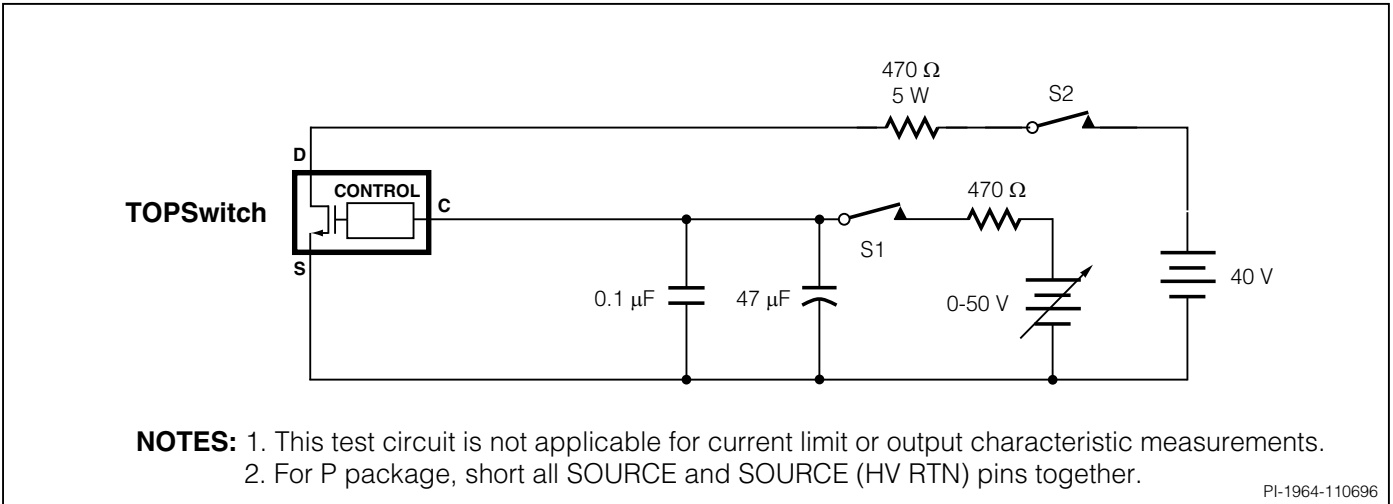 470 Ω
5 W
S2
D
CONTROL
TOPSwitch
C
470 Ω
S1
S
0.1 μF
47 μF
0-50 V
40 V
NOTES: 1. This test circuit is not applicable for current limit or output characteristic measurements.
2. For P package, short all SOURCE and SOURCE (HV RTN) pins together.
PI-1964-110696